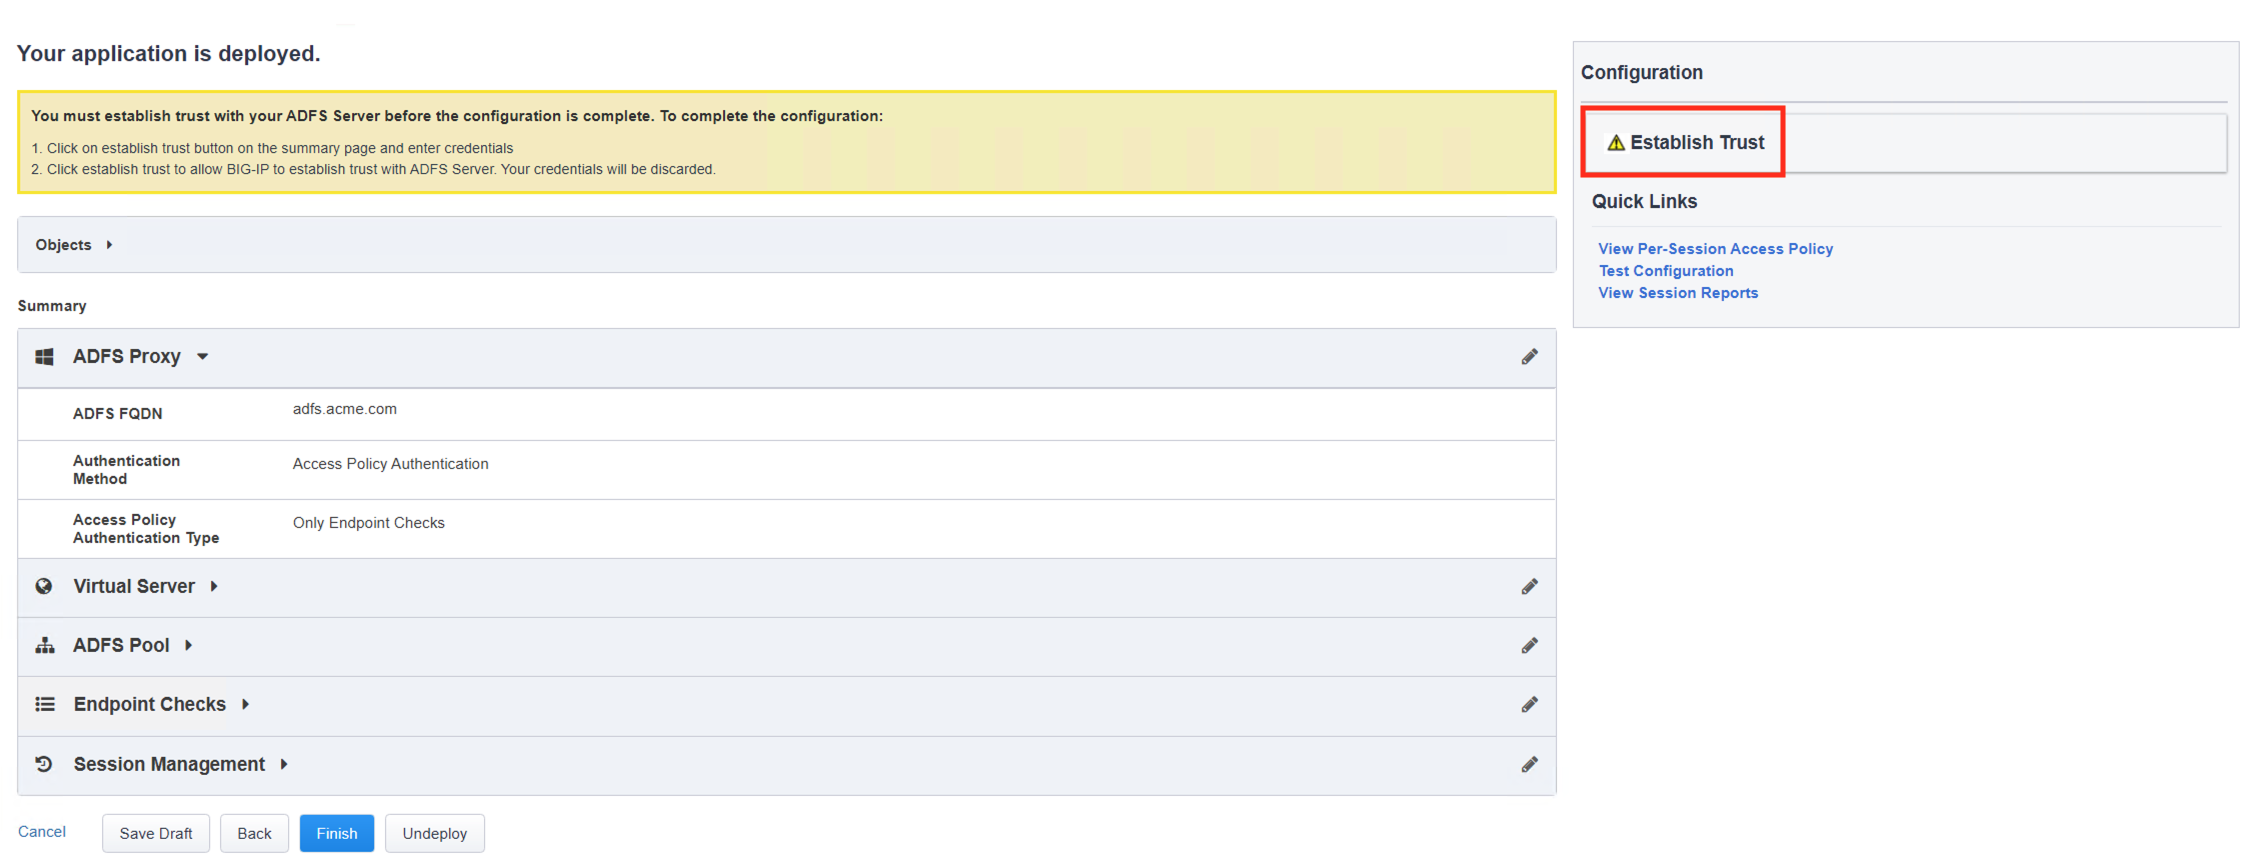 Your application is deployed.
You must establish trust with your ADFS Server before the configuration is complete. To complete the configuration:
1. Click on establish trust button on the summary page and enter credentials
2. Click establish trust to allow BIG-IP to establish trust with ADFS Server. Your credentials will be discarded.
Objects
Summary
ADFS Proxy
ADFS FQDN
adfs.acme.com
Authentication
Method
Access Policy Authentication
Access Policy
Authentication Type
Only Endpoint Checks
Virtual Server
ADFS Pool
Endpoint Checks
Session Management
Cancel
Save Draft
Back
Finish
Undeploy
Configuration
Establish Trust
Quick Links
View Per-Session Access Policy
Test Configuration
View Session Reports